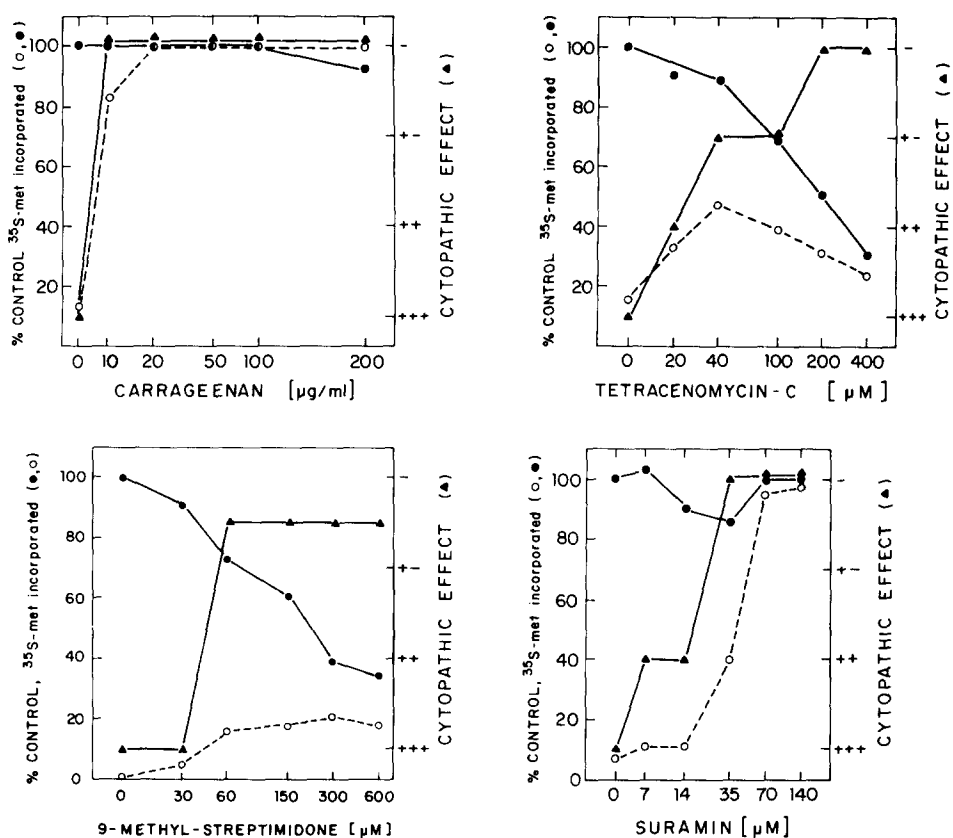 % CONTROL ³⁵S-met incorporated (○,●)
100
80
60
40
20
-
+-
++
+++
CYTOPATHIC EFFECT (▲)
0 10 20 50 100 200
CARRAGEENAN [µg/ml]
% CONTROL ³⁵S-met incorporated (○,●)
100
80
60
40
20
-
+-
++
+++
CYTOPATHIC EFFECT (▲)
0 20 40 100 200 400
TETRACENOMYCIN-C [µM]
% CONTROL, ³⁵S-met incorporated (●,○)
100
80
60
40
20
0
-
+-
++
+++
CYTOPATHIC EFFECT (▲)
0 30 60 150 300 600
9-METHYL-STREPTIMIDONE [µM]
% CONTROL, ³⁵S-met incorporated (○,●)
100
80
60
40
20
0
-
+-
++
+++
CYTOPATHIC EFFECT (▲)
0 7 14 35 70 140
SURAMIN [µM]